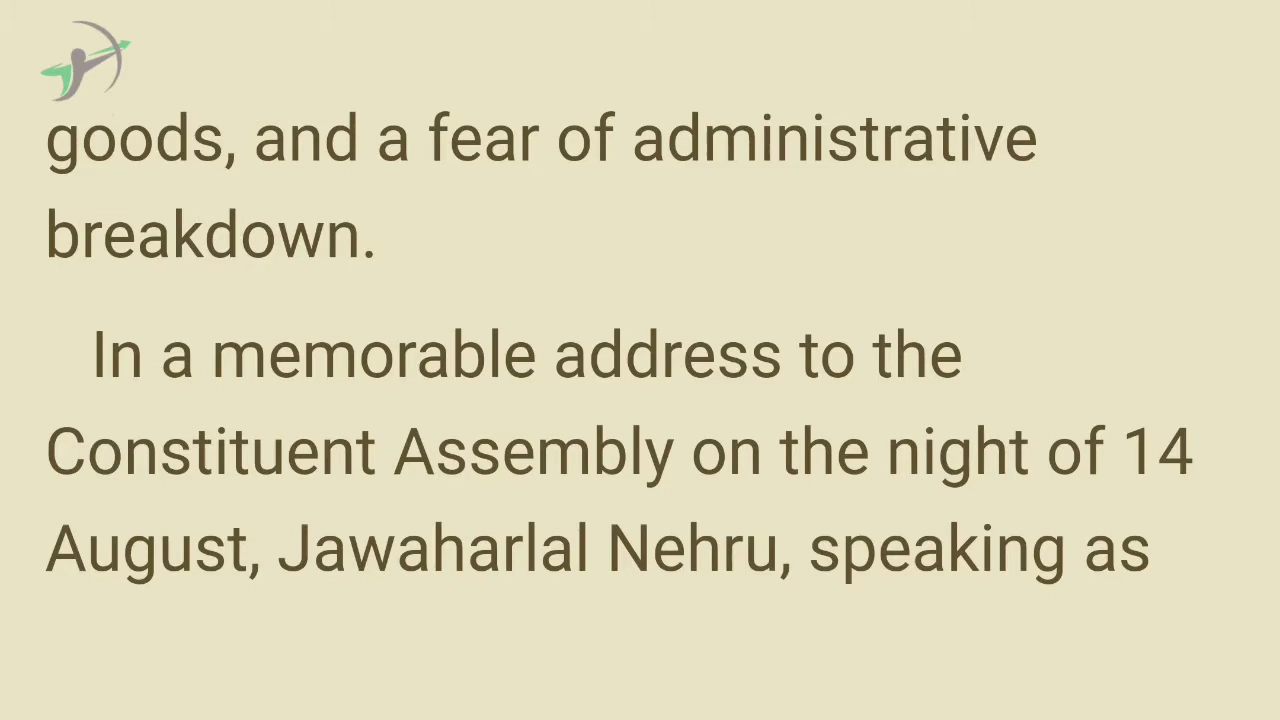 goods, and a fear of administrative
breakdown.
In a memorable address to the
Constituent Assembly on the night of 14
August, Jawaharlal Nehru, speaking as